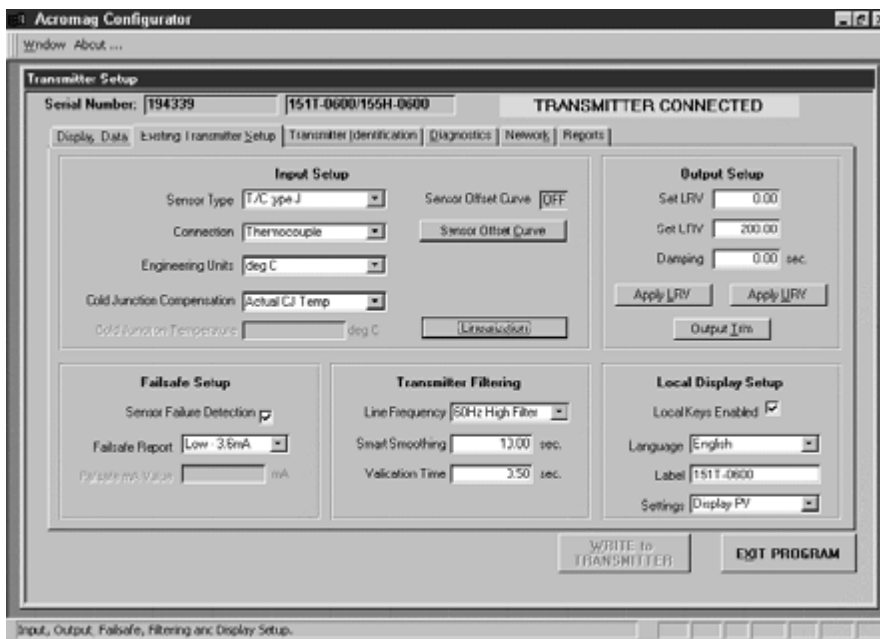 Acromag Configurator
Window About ...
Transmitter Setup
Serial Number: 194339 151T-0600/155H-0600 TRANSMITTER CONNECTED
Display, Data Existing Transmitter Setup Transmitter Identification Diagnostics Network Reports
Input Setup
Sensor Type T/C type J Sensor Offset Curve OFF
Connection Thermocouple Sensor Offset Curve
Engineering Units deg C
Cold Junction Compensation Actual CJ Temp
Cold Junction Temperature deg C Linearization
Output Setup
Set LRV 0.00
Set URV 200.00
Damping 0.00 sec.
Apply LRV Apply URV
Output Trim
Failsafe Setup
Sensor Failure Detection
Failsafe Report Low - 3.6mA
Failsafe mA Value mA
Transmitter Filtering
Line Frequency 60Hz High Filter
Smart Smoothing sec.
Validation Time 3.50 sec.
Local Display Setup
Local Keys Enabled
Language English
Label 151T-0600
Settings Display PV
WRITE to TRANSMITTER
EXIT PROGRAM
Input, Output, Failsafe, Filtering and Display Setup.